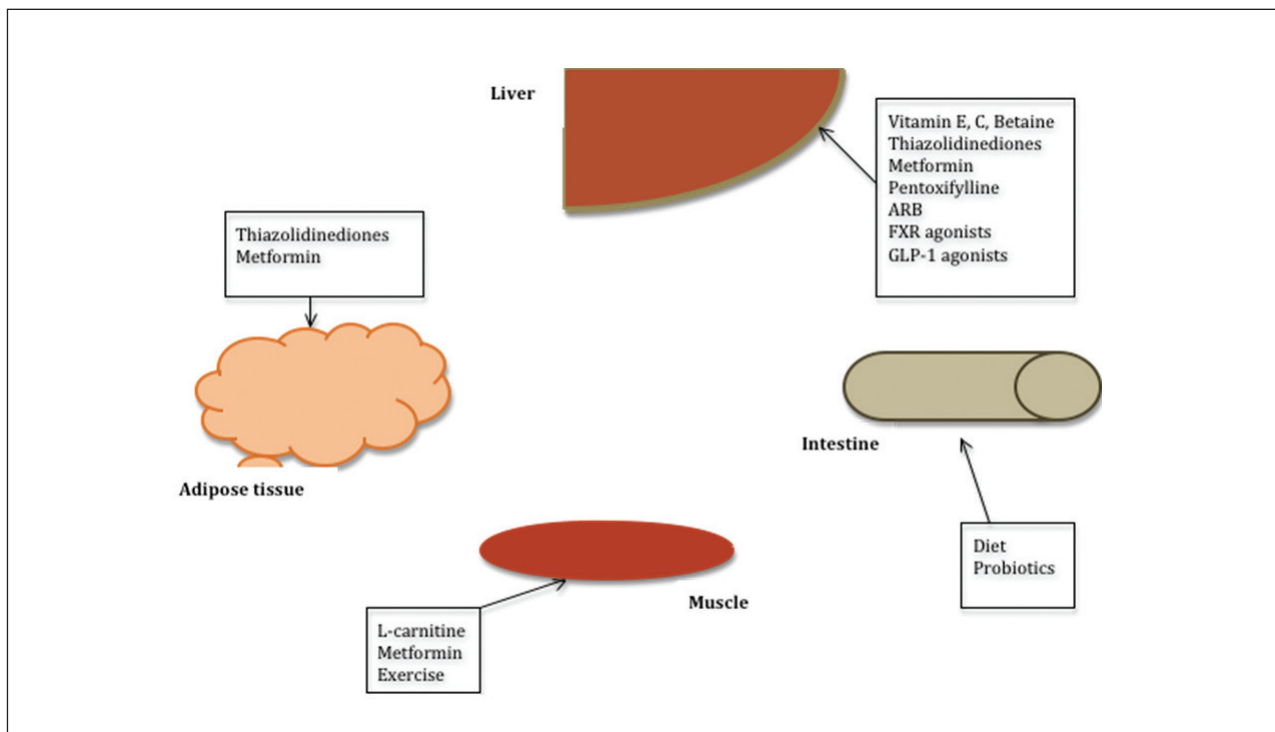 Liver
Vitamin E, C, Betaine
Thiazolidinediones
Metformin
Pentoxifylline
ARB
FXR agonists
GLP-1 agonists
Thiazolidinediones
Metformin
Adipose tissue
Intestine
Diet
Probiotics
Muscle
L-carnitine
Metformin
Exercise